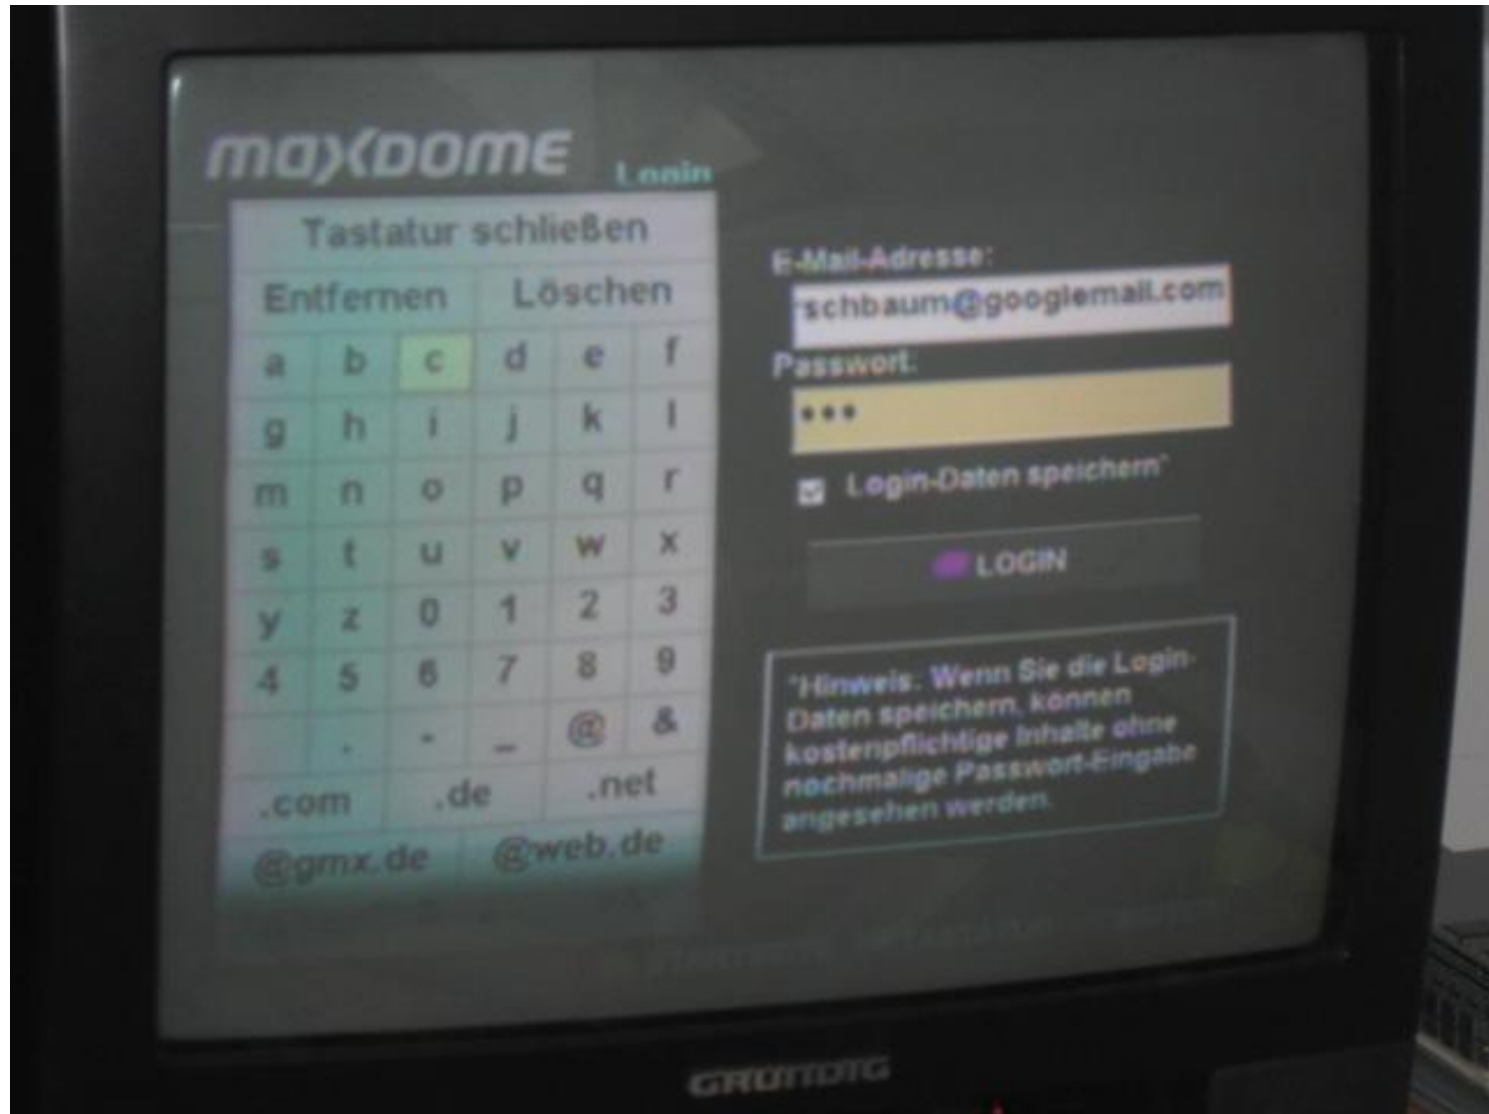 maxdome
Login
Tastatur schließen
Entfernen Löschen
a b c d e f
g h i j k l
m n o p q r
s t u v w x
y z 0 1 2 3
4 5 6 7 8 9
. - _ @ &
.com .de .net
@gmx.de @web.de
E-Mail-Adresse:
schbaum@googlemail.com
Passwort:
•••
Login-Daten speichern*
LOGIN
*Hinweis: Wenn Sie die Login-
Daten speichern, können
kostenpflichtige Inhalte ohne
nochmalige Passwort-Eingabe
angesehen werden.
GRUNDIG